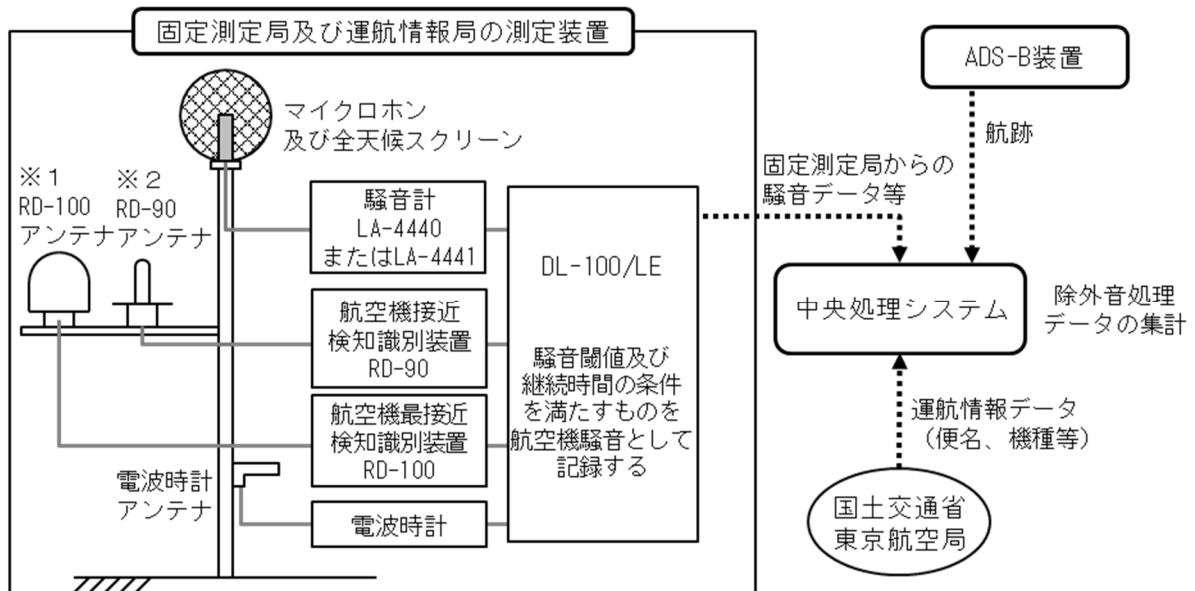 固定測定局及び運航情報局の測定装置
マイクロホン
及び全天候スクリーン
※1
RD-100
アンテナ
※2
RD-90
アンテナ
騒音計
LA-4440
またはLA-4441
航空機接近
検知識別装置
RD-90
航空機最接近
検知識別装置
RD-100
電波時計
アンテナ
電波時計
DL-100/LE
騒音閾値及び
継続時間の条件
を満たすものを
航空機騒音として
記録する
ADS-B装置
航跡
固定測定局からの
騒音データ等
中央処理システム
除外音処理
データの集計
運航情報データ
（便名、機種等）
国土交通省
東京航空局